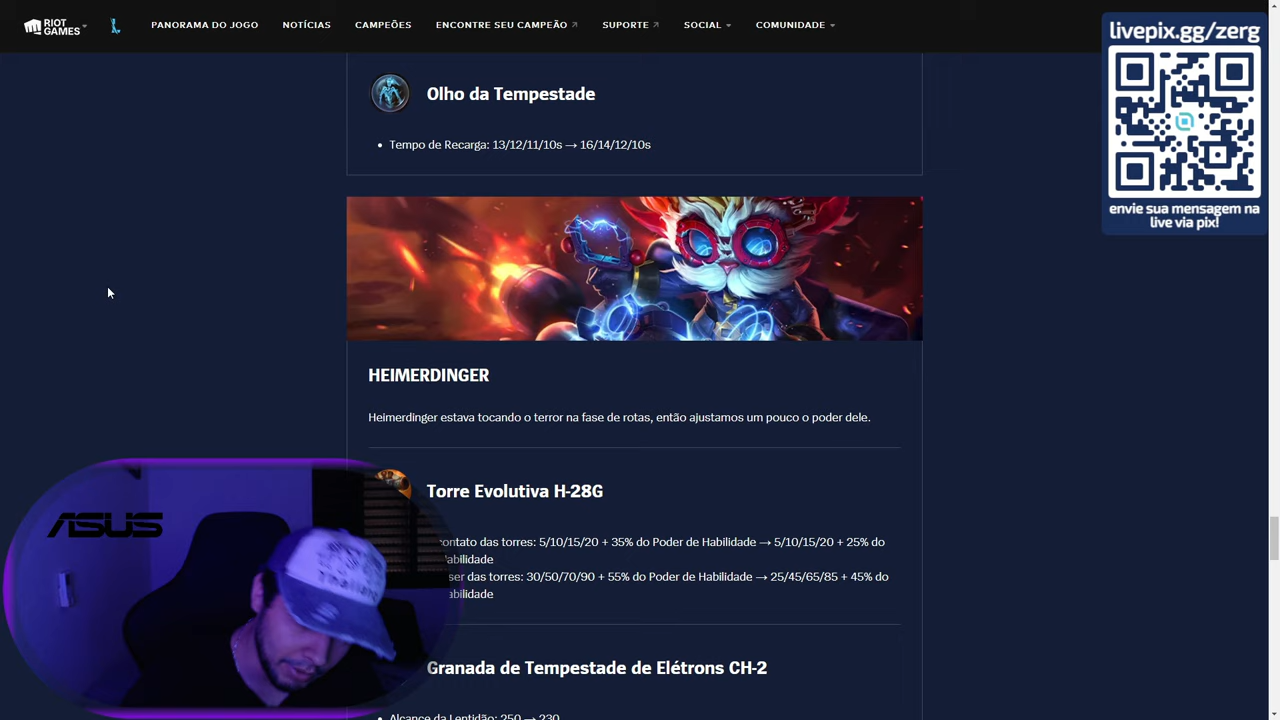 RIOT GAMES
PANORAMA DO JOGO
NOTÍCIAS
CAMPEÕES
ENCONTRE SEU CAMPEÃO
SUPORTE
SOCIAL
COMUNIDADE
livepix.gg/zerg
envie sua mensagem na
live via pix!
Olho da Tempestade
Tempo de Recarga: 13/12/11/10s → 16/14/12/10s
HEIMERDINGER
Heimerdinger estava tocando o terror na fase de rotas, então ajustamos um pouco o poder dele.
Torre Evolutiva H-28G
contato das torres: 5/10/15/20 + 35% do Poder de Habilidade → 5/10/15/20 + 25% do
das torres: 30/50/70/90 + 55% do Poder de Habilidade → 25/45/65/85 + 45% do
Granada de Tempestade de Elétrons CH-2
Alcance da Lentidão: 250 → 230
ASUS